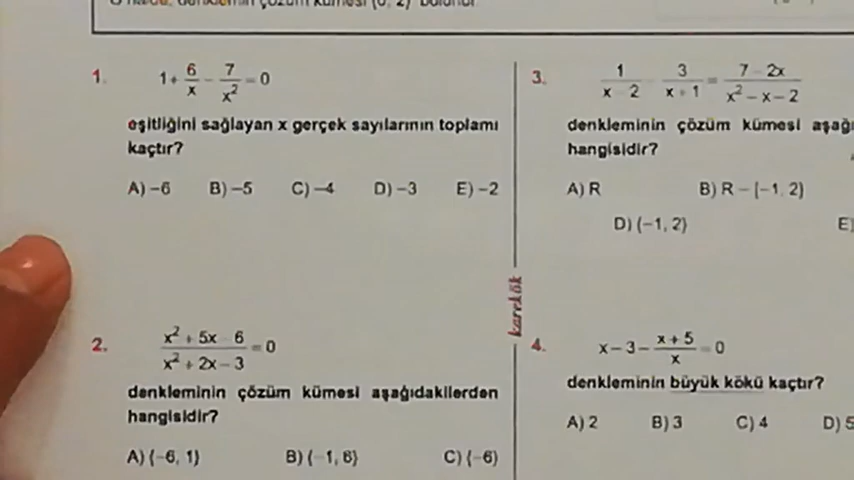 1. 1 + 6/x - 7/x² = 0
eşitliğini sağlayan x gerçek sayılarının toplamı
kaçtır?
A) -6 B) -5 C) -4 D) -3 E) -2
2. x² + 5x - 6 / x² + 2x - 3 = 0
denkleminin çözüm kümesi aşağıdakilerden
hangisidir?
A) {-6, 1} B) {-1, 6} C) {-6}
karekök
3. 1/x - 2 - 3/x + 1 = 7 - 2x/x² - x - 2
denkleminin çözüm kümesi
hangisidir?
A) R B) R - {-1, 2}
D) {-1, 2} E)
4. x - 3 - x + 5/x = 0
denkleminin büyük kökü kaçtır?
A) 2 B) 3 C) 4 D) 5